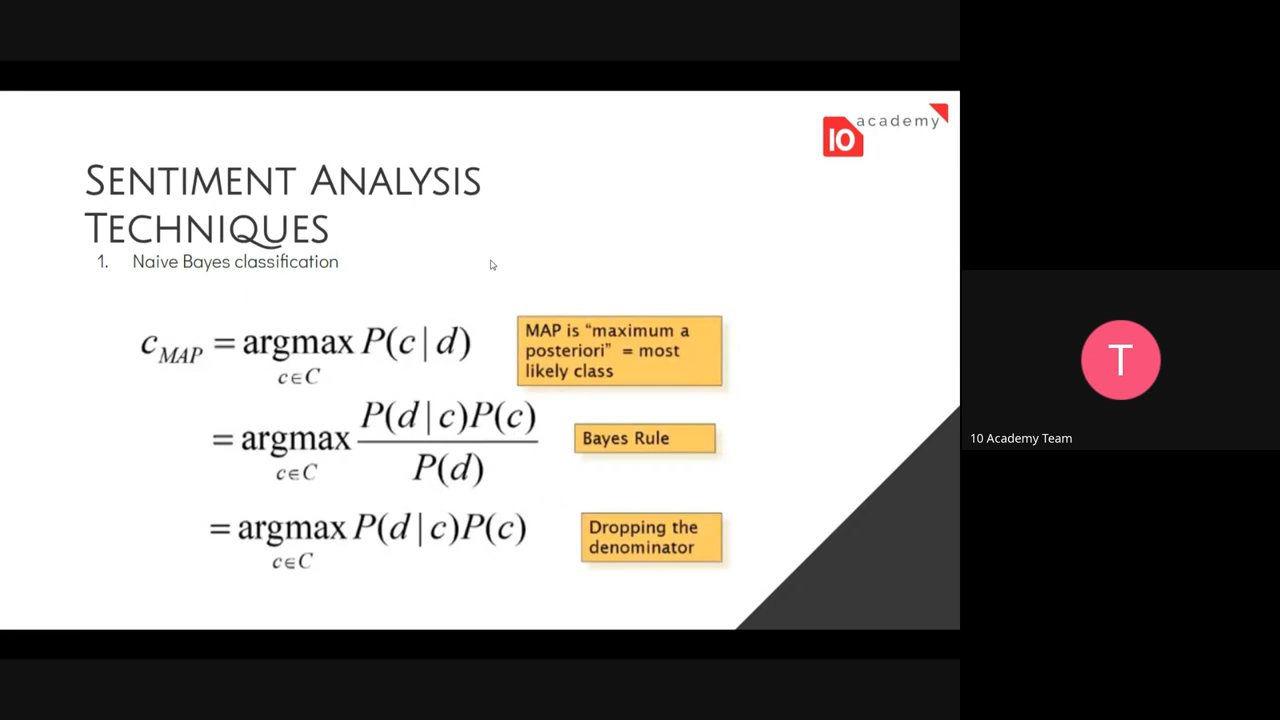 10 academy
SENTIMENT ANALYSIS
TECHNIQUES
1. Naive Bayes classification
c_MAP = argmax P(c | d)
c∈C
MAP is “maximum a
posteriori” = most
likely class
= argmax P(d | c)P(c) / P(d)
c∈C
Bayes Rule
= argmax P(d | c)P(c)
c∈C
Dropping the
denominator
T
10 Academy Team